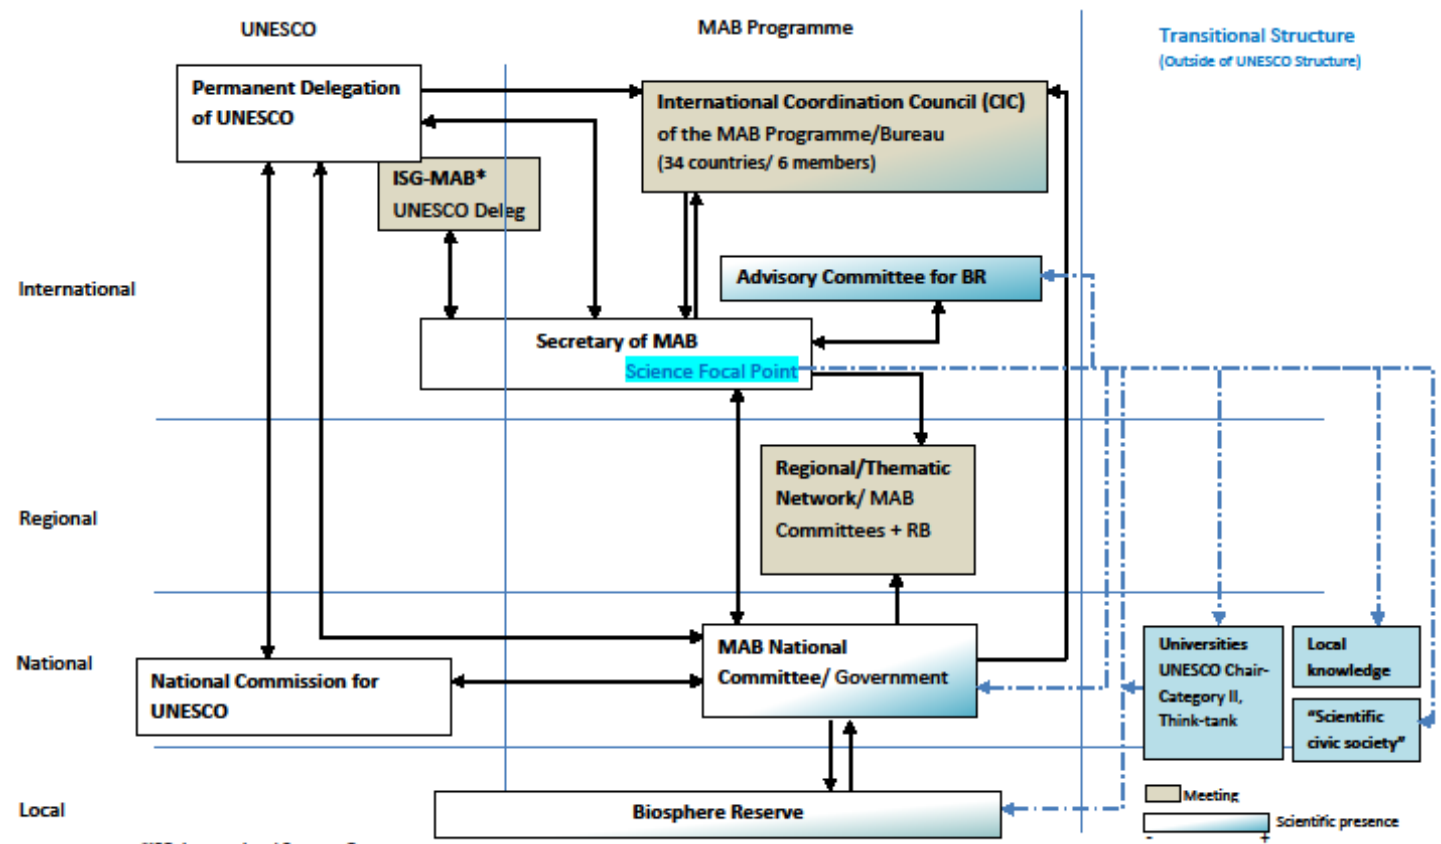 UNESCO
MAB Programme
Transitional Structure
(Outside of UNESCO Structure)
Permanent Delegation
of UNESCO
International Coordination Council (CIC)
of the MAB Programme/Bureau
(34 countries/ 6 members)
ISG-MAB*
UNESCO Deleg
International
Advisory Committee for BR
Secretary of MAB
Science Focal Point
Regional
Regional/Thematic
Network/ MAB
Committees + RB
National
National Commission for
UNESCO
MAB National
Committee/ Government
Universities
UNESCO Chair-
Category II,
Think-tank
Local
knowledge
"Scientific
civic society"
Local
Biosphere Reserve
Meeting
Scientific presence
- +